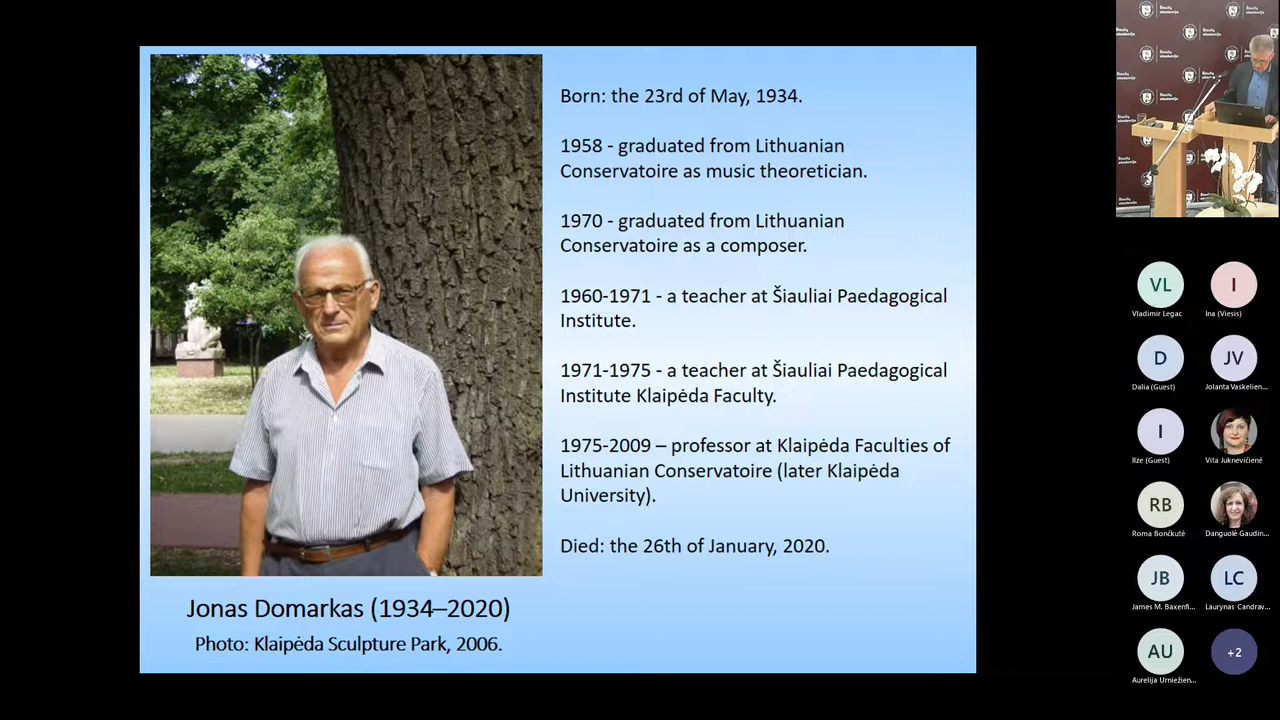 Born: the 23rd of May, 1934.
1958 - graduated from Lithuanian
Conservatoire as music theoretician.
1970 - graduated from Lithuanian
Conservatoire as a composer.
1960-1971 - a teacher at Šiauliai Paedagogical
Institute.
1971-1975 - a teacher at Šiauliai Paedagogical
Institute Klaipėda Faculty.
1975-2009 – professor at Klaipėda Faculties of
Lithuanian Conservatoire (later Klaipėda
University).
Died: the 26th of January, 2020.
Jonas Domarkas (1934–2020)
Photo: Klaipėda Sculpture Park, 2006.
Šiaulių
akademija
VL
Vladimir Legac
I
Ina (Viesis)
D
Dalia (Guest)
JV
Jolanta Vaskelien...
I
Ilze (Guest)
Vita Juknevičienė
RB
Roma Bončkutė
Danguolė Gaudin...
JB
James M. Baxenfi...
LC
Laurynas Candrav...
AU
Aurelija Urniežien...
+2